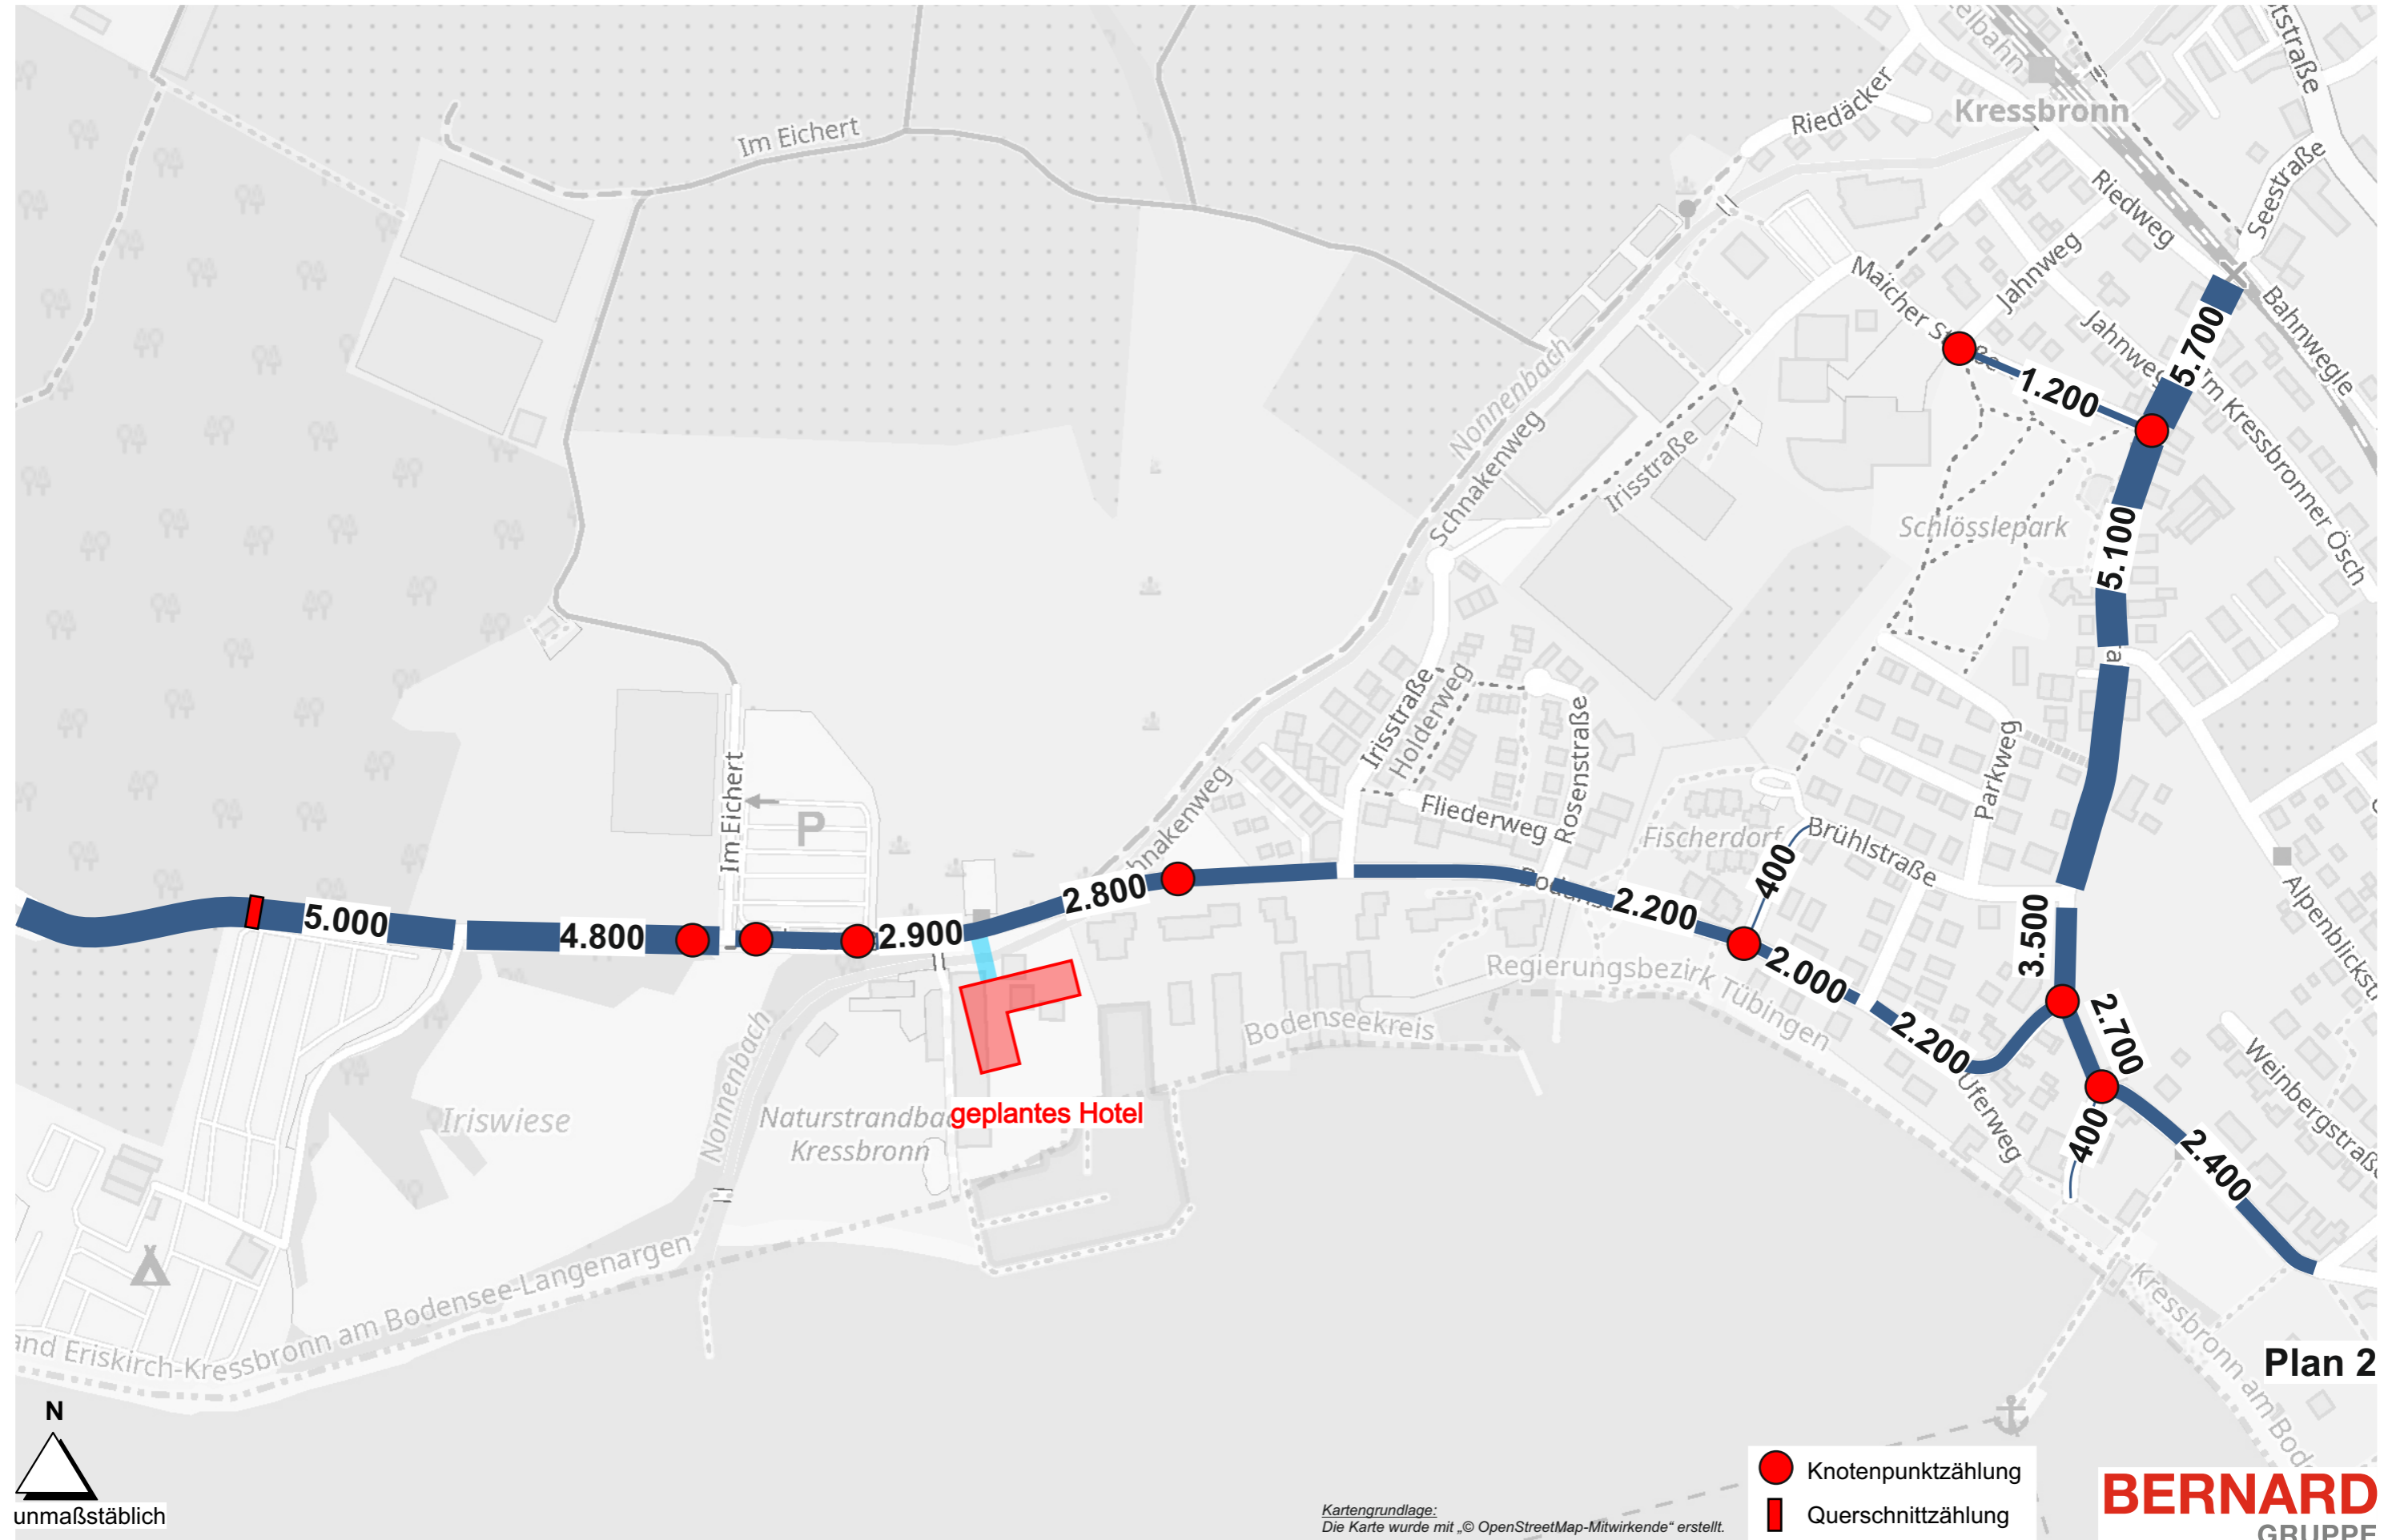 Im Eichert
Riedäcker
Kressbronn
Riedweg
Seestraße
Jahnweg
Maicher
Jahnweg
Bahnwegle
5.700
1.200
Im Kressbronner Ösch
Nonnenbach
Schnakenweg
Irisstraße
Schlösslepark
5.100
Irisstraße
Holderweg
Rosenstraße
Fliederweg
Parkweg
Im Eichert
P
Fischerdorf
Brühlstraße
400
2.800
2.200
5.000
4.800
2.900
3.500
Alpenblickstr
Regierungsbezirk Tübingen
2.000
2.200
2.700
Bodenseekreis
Uferweg
Weinbergstraße
400
2.400
Iriswiese
Nonnenbach
Naturstrandbad
Kressbronn
geplantes Hotel
and Eriskirch-Kressbronn am Bodensee-Langenargen
Kressbronn am Bode
Plan 2
N
unmaßstäblich
Kartengrundlage:
Die Karte wurde mit „© OpenStreetMap-Mitwirkende“ erstellt.
Knotenpunktzählung
Querschnittzählung
BERNARD
GRUPPE